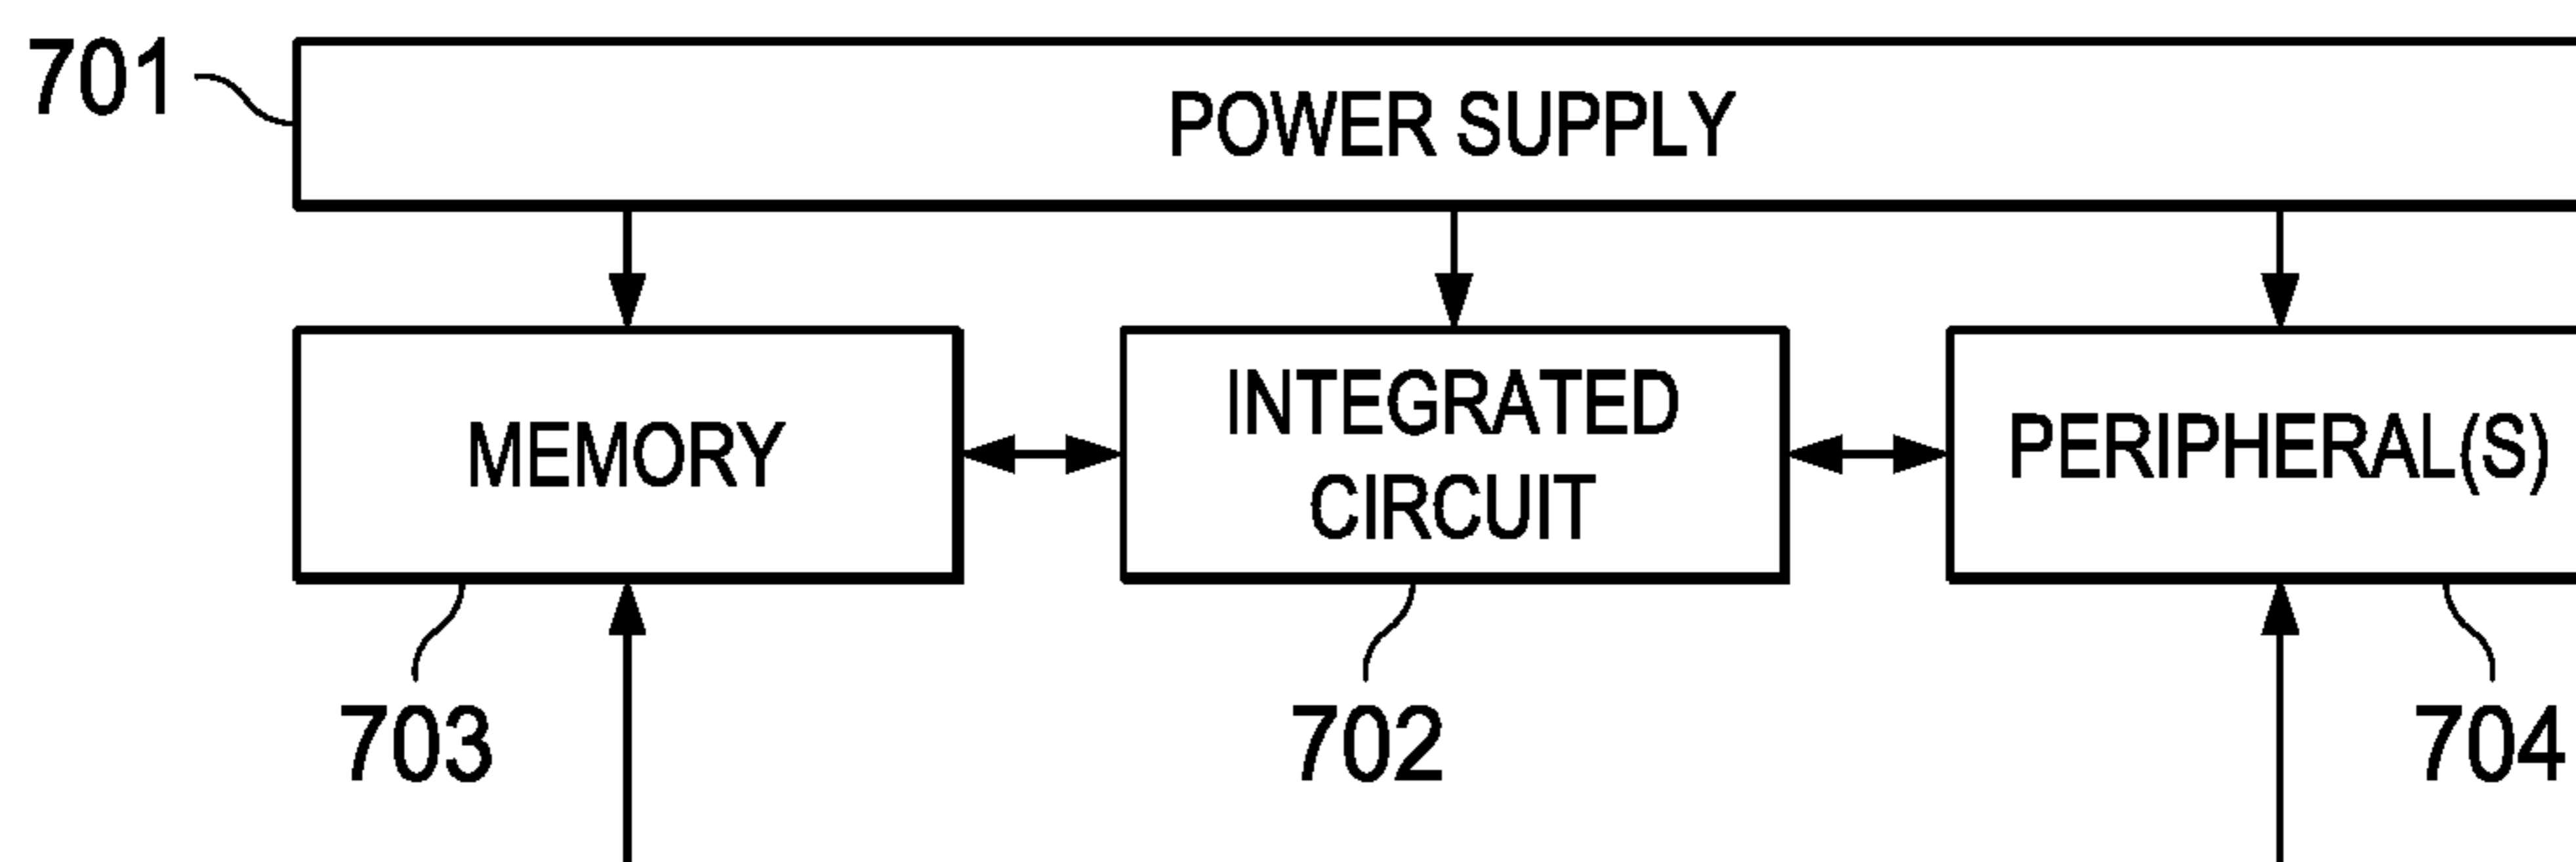 701
POWER SUPPLY
MEMORY
INTEGRATED
CIRCUIT
PERIPHERAL(S)
703
702
704